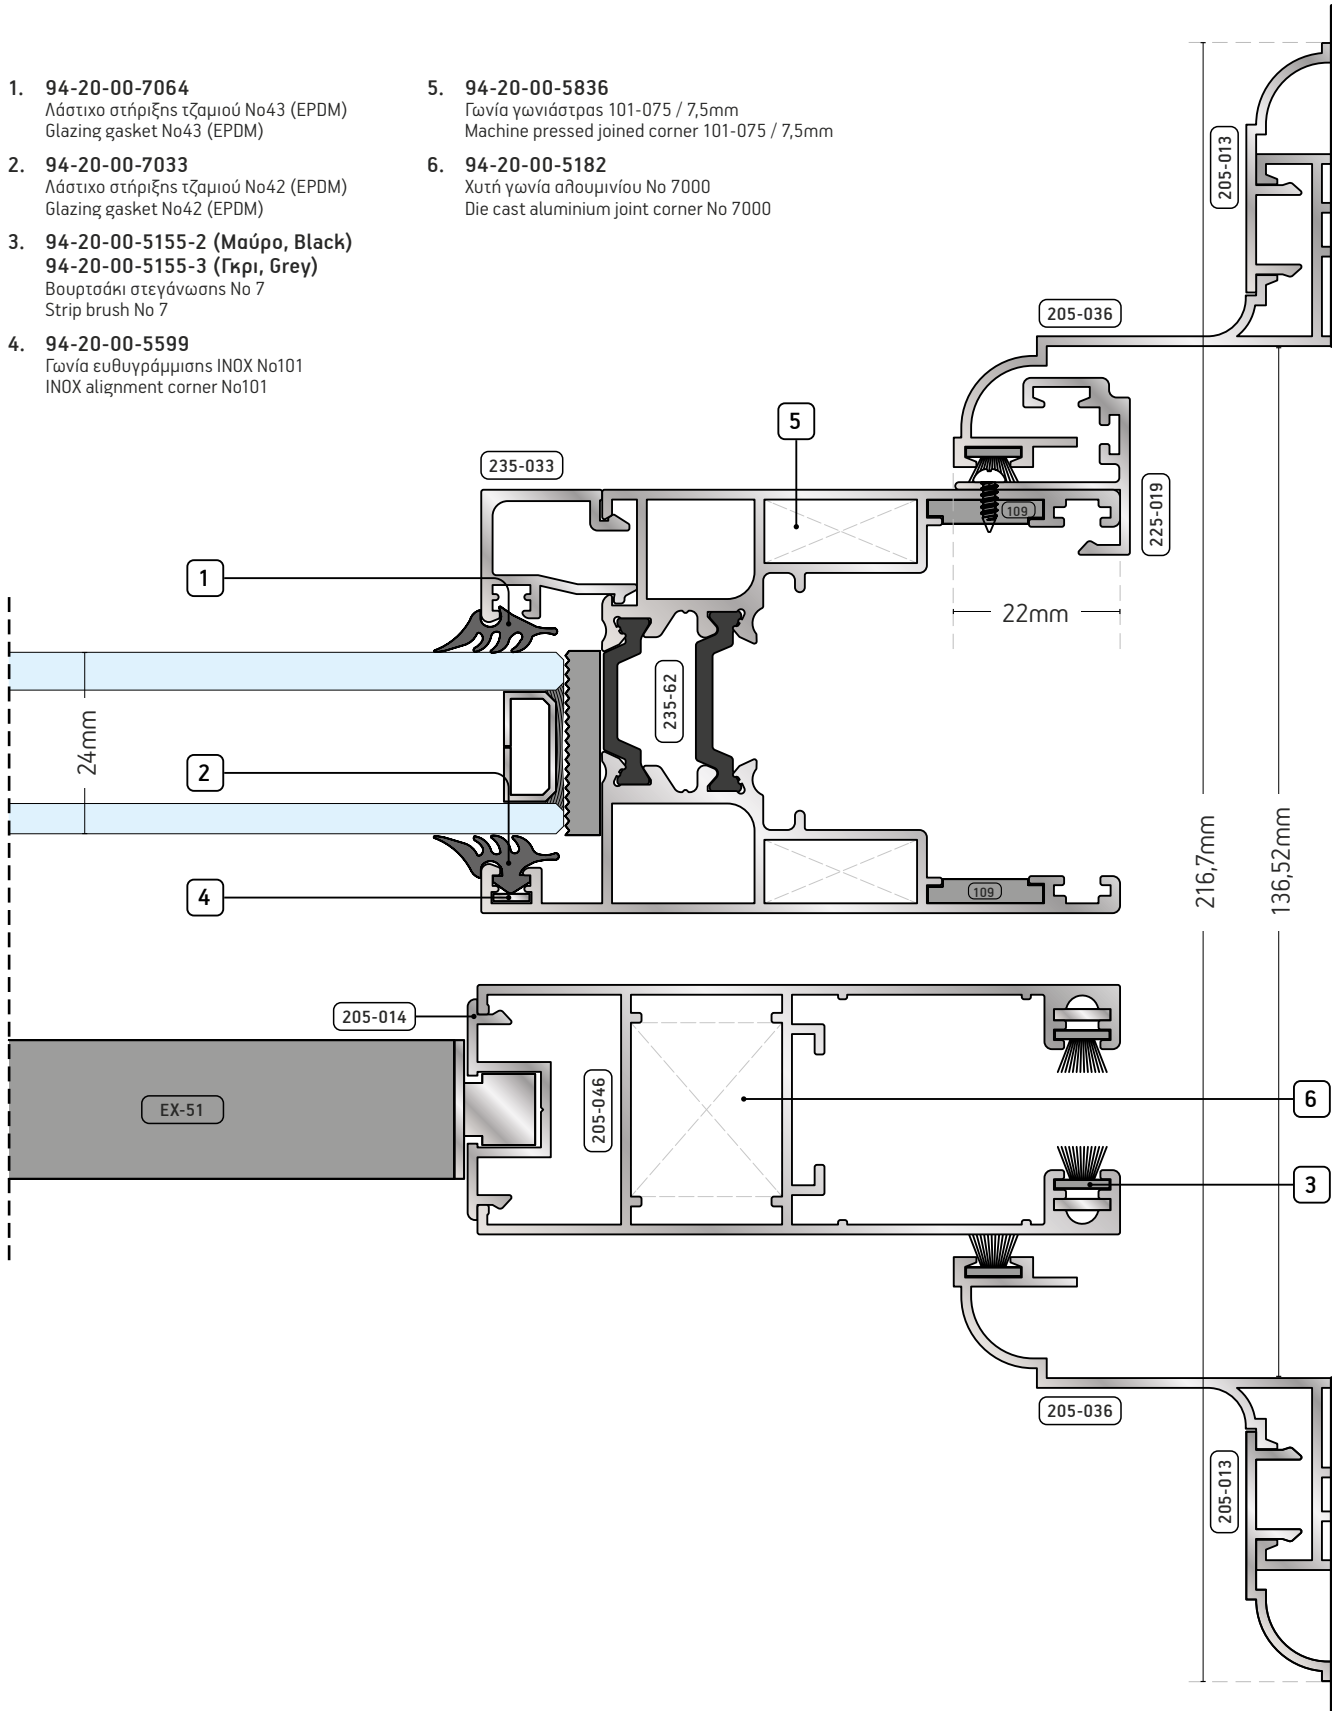 1. 94-20-00-7064
Λάστιχο στήριξης τζαμιού Νο43 (EPDM)
Glazing gasket No43 (EPDM)
2. 94-20-00-7033
Λάστιχο στήριξης τζαμιού Νο42 (EPDM)
Glazing gasket No42 (EPDM)
3. 94-20-00-5155-2 (Μαύρο, Black)
94-20-00-5155-3 (Γκρι, Grey)
Βουρτσάκι στεγάνωσης Νο 7
Strip brush No 7
4. 94-20-00-5599
Γωνία ευθυγράμμισης INOX Νο101
INOX alignment corner No101
5. 94-20-00-5836
Γωνία γωνιάστρας 101-075 / 7,5mm
Machine pressed joined corner 101-075 / 7,5mm
6. 94-20-00-5182
Χυτή γωνία αλουμινίου Νο 7000
Die cast aluminium joint corner No 7000
205-013
205-036
5
235-033
109
225-019
1
22mm
235-62
24mm
2
216,7mm
136,52mm
4
109
205-014
205-046
EX-51
6
3
205-036
205-013